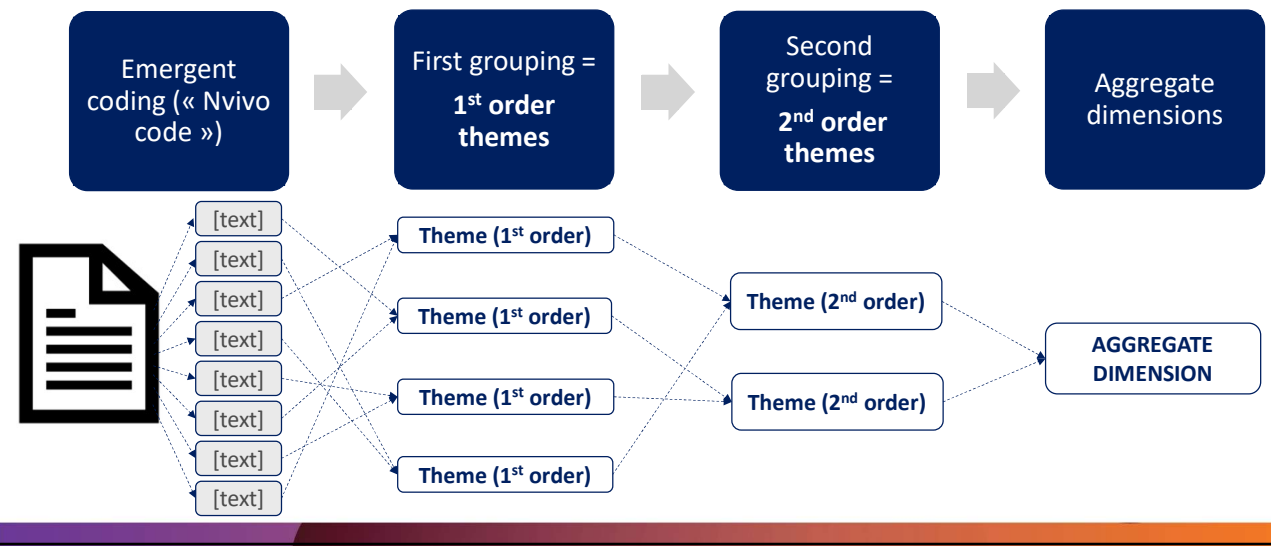 Emergent
coding (« Nvivo
code »)
First grouping =
1st order
themes
Second
grouping =
2nd order
themes
Aggregate
dimensions
[text]
[text]
[text]
[text]
[text]
[text]
[text]
[text]
Theme (1st order)
Theme (1st order)
Theme (1st order)
Theme (1st order)
Theme (2nd order)
Theme (2nd order)
AGGREGATE
DIMENSION